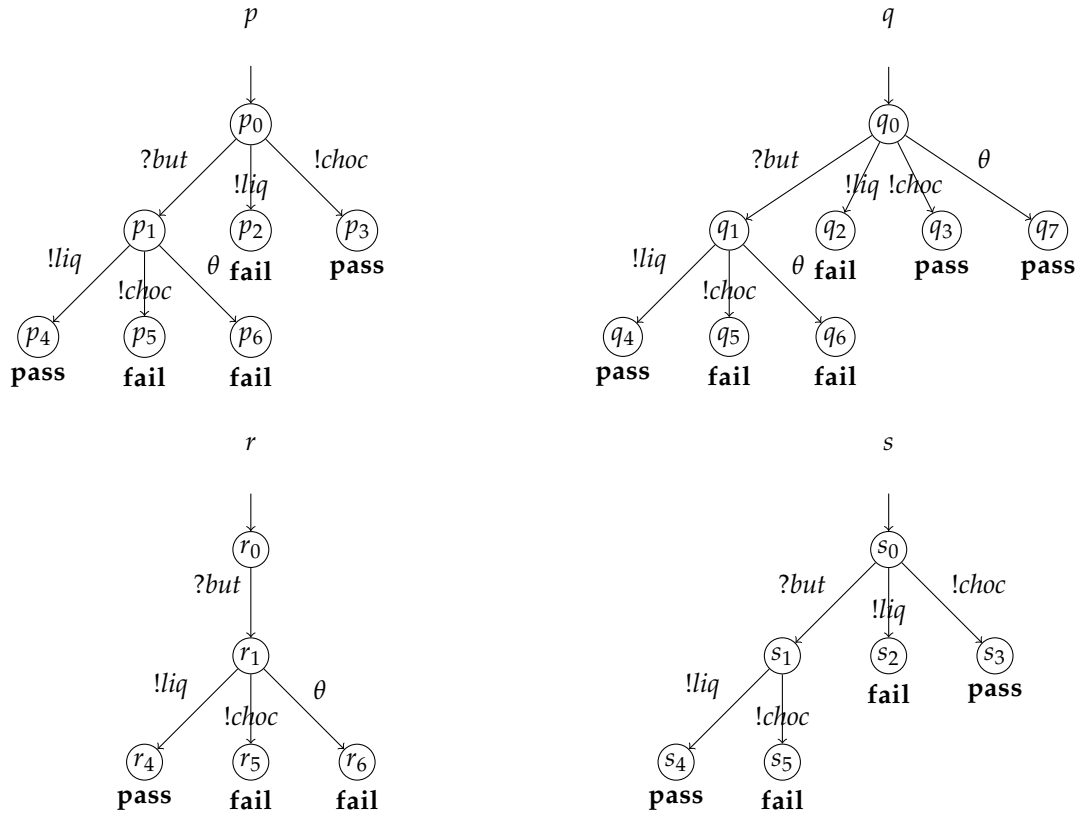 p q
p0 q0
?but !liq !choc ?but !liq !choc θ
p1 p2 p3 q1 q2 q3 q7
fail pass fail pass pass
!liq !choc θ !liq !choc θ
p4 p5 p6 q4 q5 q6
pass fail fail pass fail fail
r s
r0 s0
?but ?but !liq !choc
r1 s1 s2 s3
fail pass
!liq !choc θ !liq !choc
r4 r5 r6 s4 s5
pass fail fail pass fail